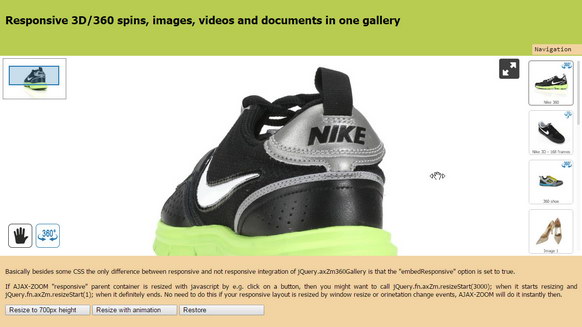 Responsive 3D/360 spins, images, videos and documents in one gallery
Navigation
NIKE
Nike 360
Nike 3D - 168 frames
360 shoe
Image 1
360°
Basically besides some CSS the only difference between responsive and not responsive integration of jQuery.axZm360Gallery is that the "embedResponsive" option is set to true.
If AJAX-ZOOM "responsive" parent container is resized with javascript by e.g. click on a button, then you might want to call jQuery.fn.axZm.resizeStart(3000); when it starts resizing and
jQuery.fn.axZm.resizeStart(1); when it definitely ends. No need to do this if your responsive layout is resized by window resize or orinetation change events, AJAX-ZOOM will do it instantly then.
Resize to 700px height
Resize with animation
Restore